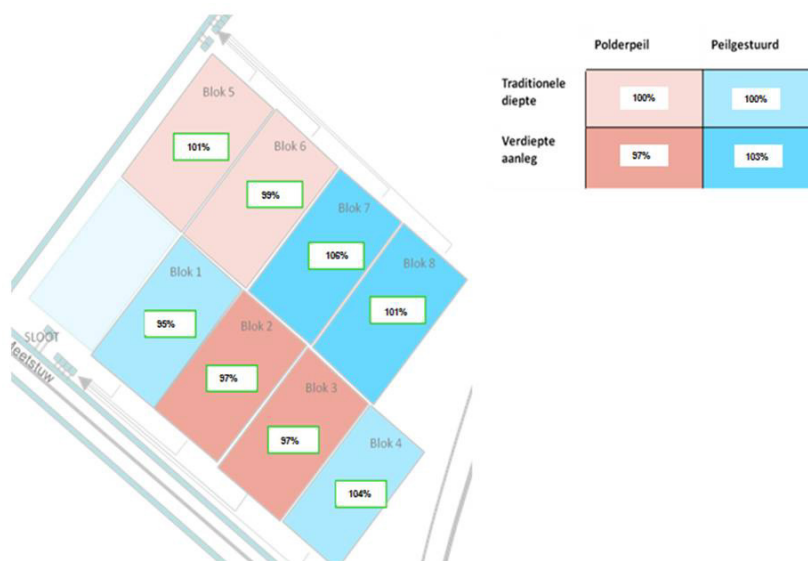 Polderpeil Peilgestuurd
Traditionele
diepte
100% 100%
Verdiepte
aanleg
97% 103%
Blok 5
101%
Blok 6
99%
Blok 7
106%
Blok 8
101%
Blok 1
95%
Blok 2
97%
Blok 3
97%
Blok 4
104%
SLOOT
Meetstuw